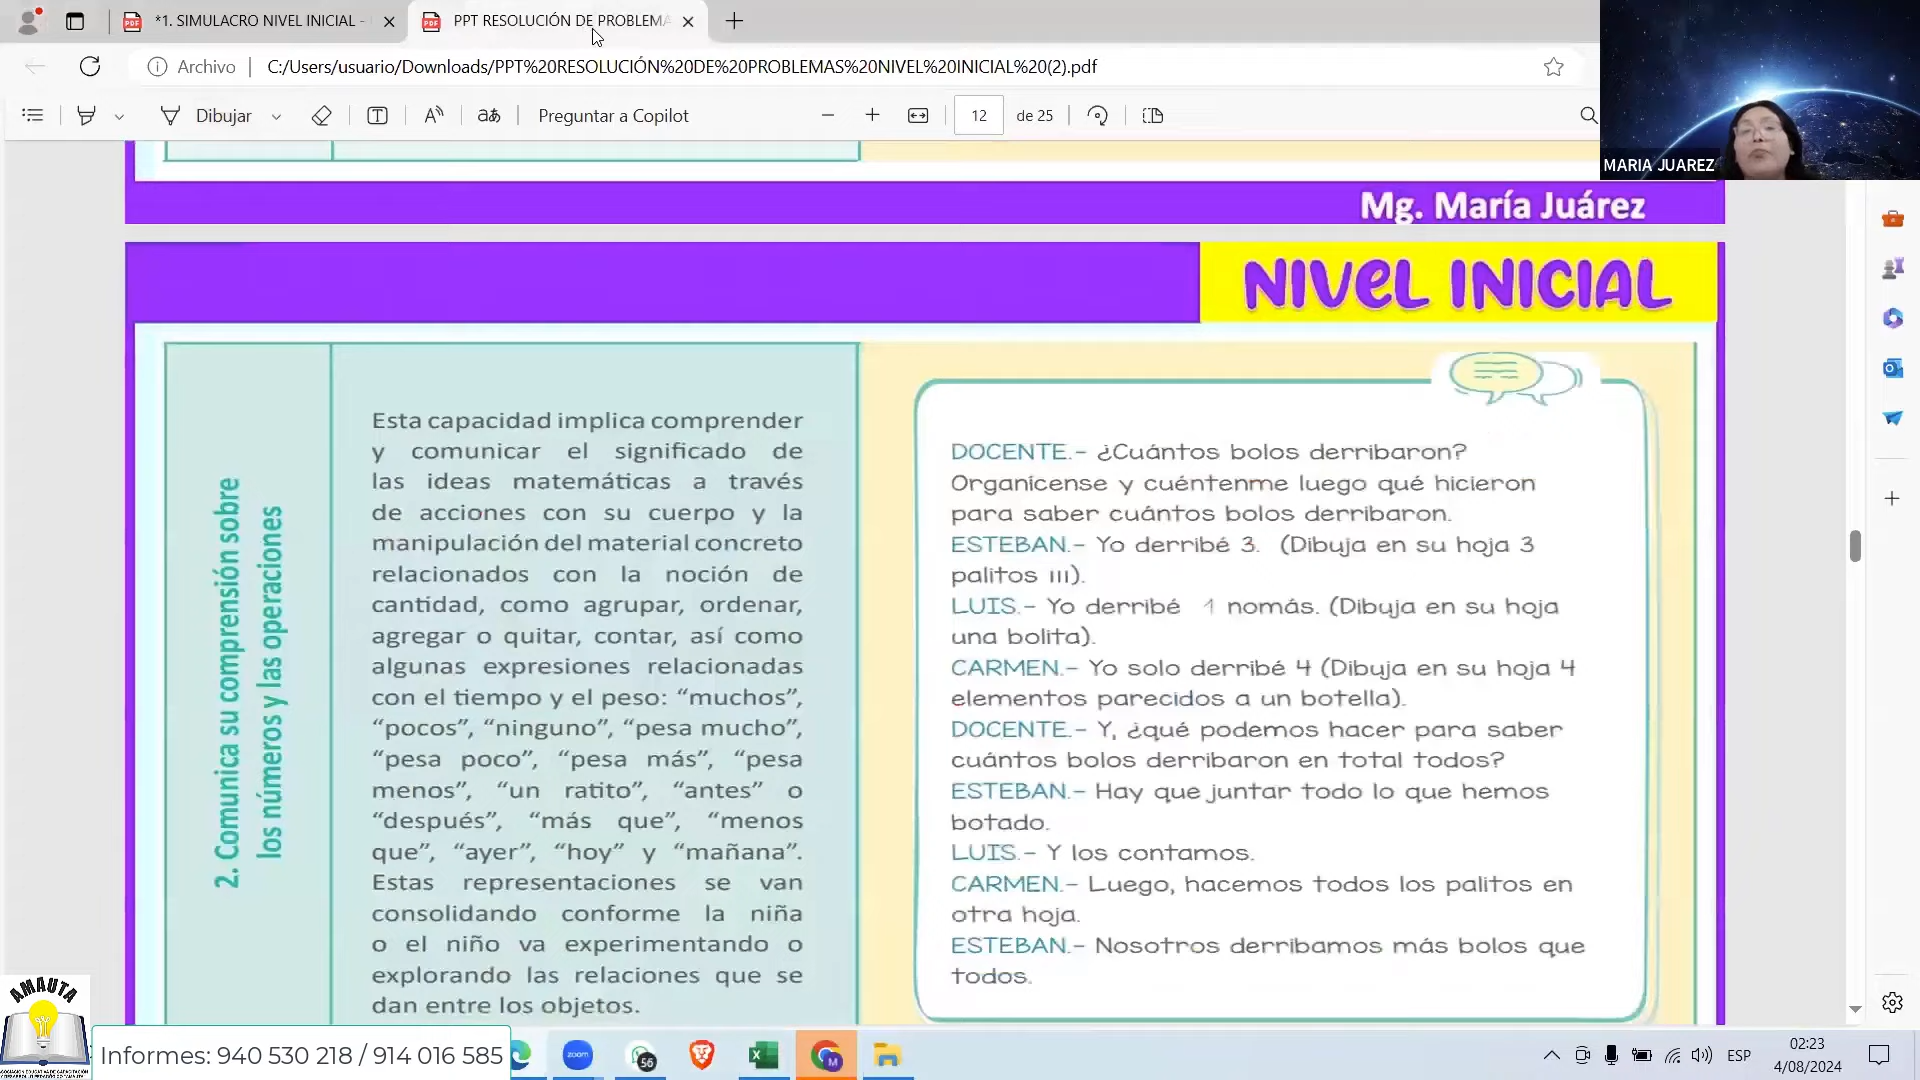 *1. SIMULACRO NIVEL INICIAL -
PPT RESOLUCIÓN DE PROBLEMA
Archivo
C:/Users/usuario/Downloads/PPT%20RESOLUCIÓN%20DE%20PROBLEMAS%20NIVEL%20INICIAL%20(2).pdf
Dibujar
Preguntar a Copilot
12
de 25
MARIA JUAREZ
Mg. María Juárez
NIVEL INICIAL
2. Comunica su comprensión sobre
los números y las operaciones
Esta capacidad implica comprender
y comunicar el significado de
las ideas matemáticas a través
de acciones con su cuerpo y la
manipulación del material concreto
relacionados con la noción de
cantidad, como agrupar, ordenar,
agregar o quitar, contar, así como
algunas expresiones relacionadas
con el tiempo y el peso: “muchos”,
“pocos”, “ninguno”, “pesa mucho”,
“pesa poco”, “pesa más”, “pesa
menos”, “un ratito”, “antes” o
“después”, “más que”, “menos
que”, “ayer”, “hoy” y “mañana”.
Estas representaciones se van
consolidando conforme la niña
o el niño va experimentando o
explorando las relaciones que se
dan entre los objetos.
DOCENTE.- ¿Cuántos bolos derribaron?
Organícense y cuéntenme luego qué hicieron
para saber cuántos bolos derribaron.
ESTEBAN.- Yo derribé 3. (Dibuja en su hoja 3
palitos III).
LUIS.- Yo derribé 1 nomás. (Dibuja en su hoja
una bolita).
CARMEN.- Yo solo derribé 4 (Dibuja en su hoja 4
elementos parecidos a un botella).
DOCENTE.- Y, ¿qué podemos hacer para saber
cuántos bolos derribaron en total todos?
ESTEBAN.- Hay que juntar todo lo que hemos
botado.
LUIS.- Y los contamos.
CARMEN.- Luego, hacemos todos los palitos en
otra hoja.
ESTEBAN.- Nosotros derribamos más bolos que
todos.
AMAUTA
Informes: 940 530 218 / 914 016 585
zoom
56
M
ESP
02:23
4/08/2024